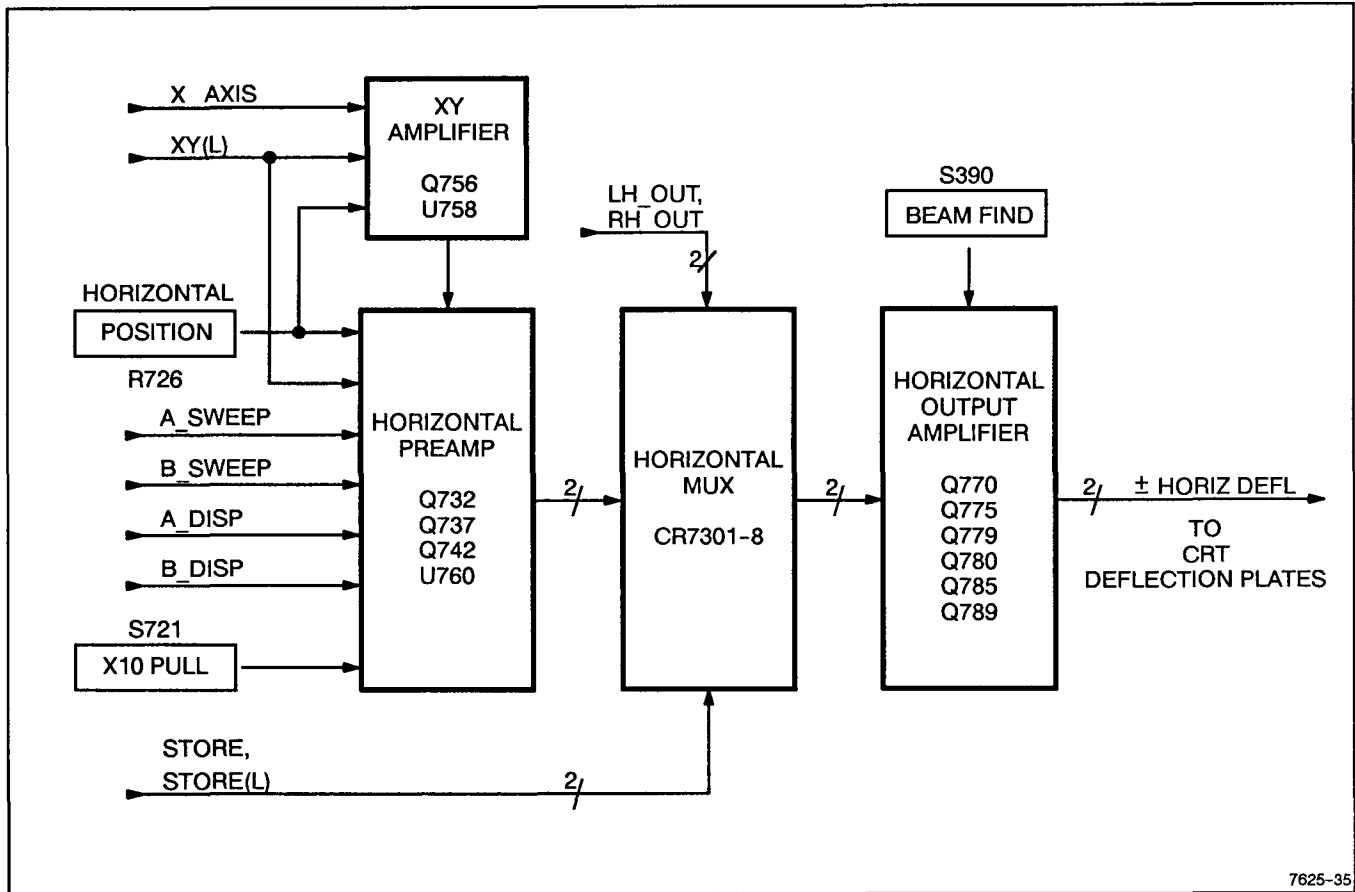 X AXIS
XY(L)
XY
AMPLIFIER
Q756
U758
LH_OUT,
RH_OUT
2
S390
BEAM FIND
HORIZONTAL
POSITION
R726
A_SWEEP
B_SWEEP
A_DISP
B_DISP
S721
X10 PULL
HORIZONTAL
PREAMP
Q732
Q737
Q742
U760
2
HORIZONTAL
MUX
CR7301-8
2
HORIZONTAL
OUTPUT
AMPLIFIER
Q770
Q775
Q779
Q780
Q785
Q789
2
± HORIZ DEFL
TO
CRT
DEFLECTION PLATES
STORE,
STORE(L)
2
7625-35